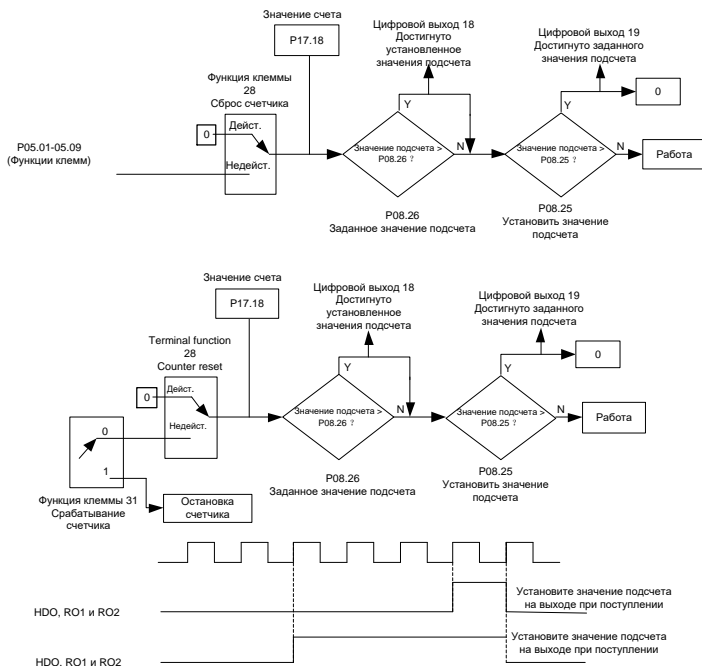 Значение счета
P17.18
Функция клеммы
28
Сброс счетчика
P05.01-05.09
(Функции клемм)
0
Дейст.
Недейст.
Цифровой выход 18
Достигнуто
установленное
значения подсчета
Y
Значение подсчета >
P08.26 ?
N
P08.26
Заданное значение подсчета
Цифровой выход 19
Достигнуто заданного
значения подсчета
Y
0
Значение подсчета >
P08.25 ?
N
Работа
P08.25
Установить значение
подсчета
Значение счета
P17.18
Terminal function
28
Counter reset
0
Дейст.
Недейст.
0
1
Функция клеммы 31
Срабатывание
счетчика
Остановка
счетчика
Цифровой выход 18
Достигнуто
установленное
значения подсчета
Y
Значение подсчета >
P08.26 ?
N
P08.26
Заданное значение подсчета
Цифровой выход 19
Достигнуто заданного
значения подсчета
Y
0
Значение подсчета >
P08.25 ?
N
Работа
P08.25
Установить значение
подсчета
HDO, RO1 и RO2
Установите значение подсчета
на выходе при поступлении
HDO, RO1 и RO2
Установите значение подсчета
на выходе при поступлении